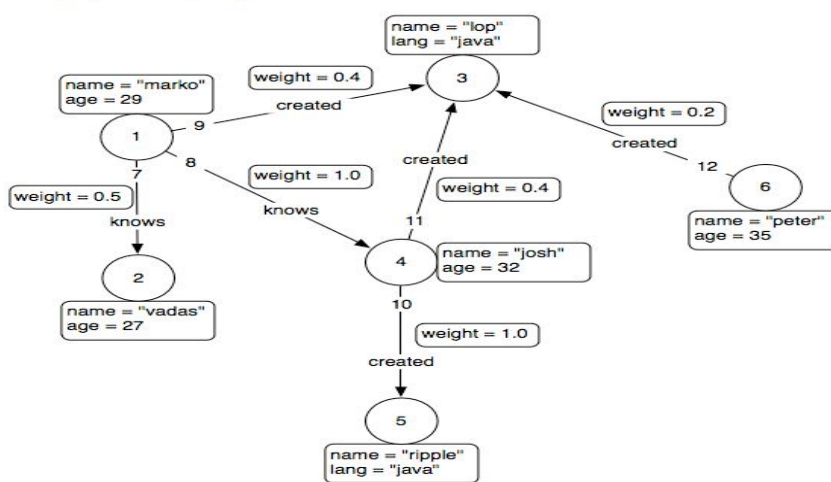 name = "lop"
lang = "java"
3
weight = 0.4
created
name = "marko"
age = 29
1
9
8
7
weight = 0.2
created
12
6
name = "peter"
age = 35
weight = 1.0
knows
created
weight = 0.4
11
weight = 0.5
knows
2
name = "vadas"
age = 27
4
name = "josh"
age = 32
10
weight = 1.0
created
5
name = "ripple"
lang = "java"